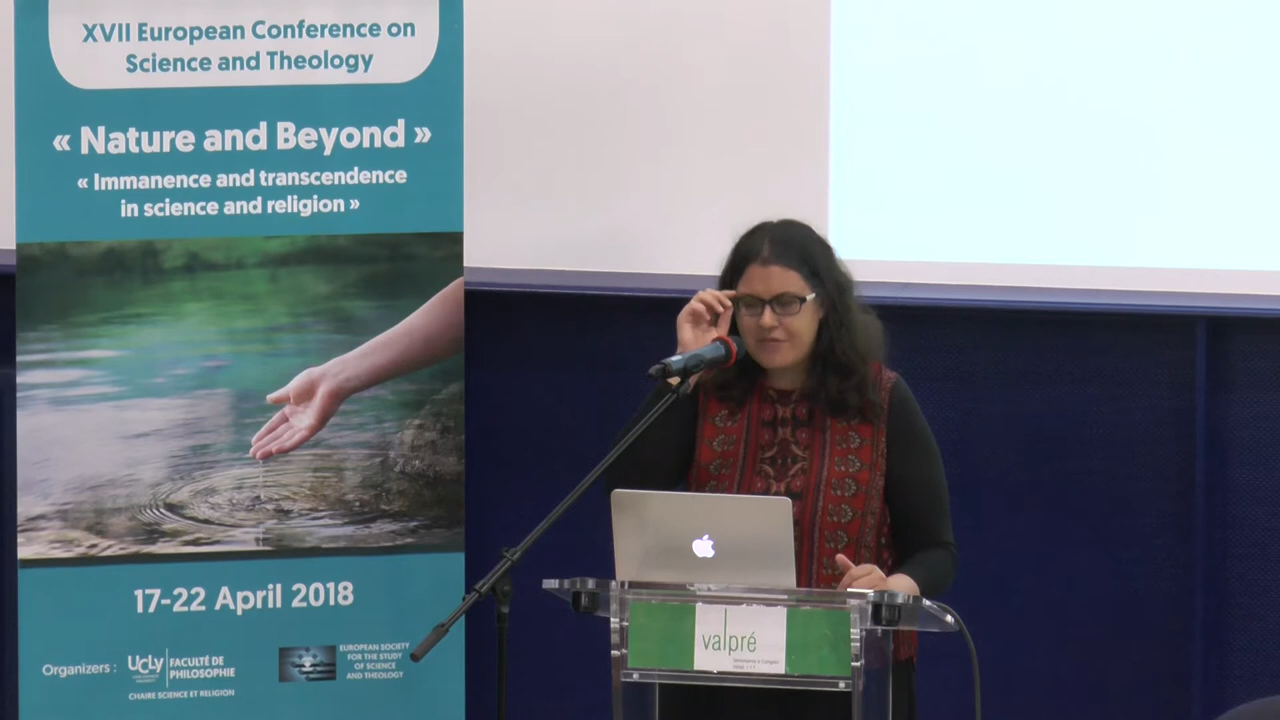 XVII European Conference on
Science and Theology
« Nature and Beyond »
« Immanence and transcendence
in science and religion »
17-22 April 2018
Organizers :
UCLy
FACULTÉ DE
PHILOSOPHIE
CHAIRE SCIENCE ET RELIGION
EUROPEAN SOCIETY
FOR THE STUDY
OF SCIENCE
AND THEOLOGY
valpré